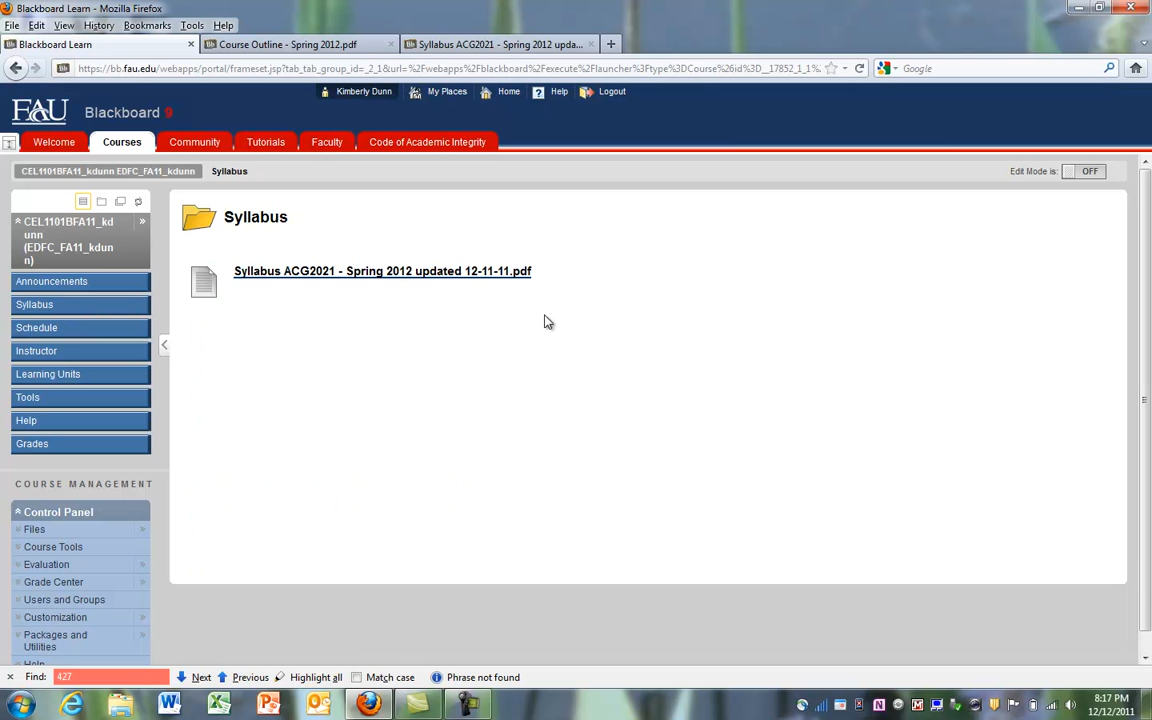 Blackboard Learn - Mozilla Firefox
File Edit View History Bookmarks Tools Help
Blackboard Learn Course Outline - Spring 2012.pdf Syllabus ACG2021 - Spring 2012 upda...
https://bb.fau.edu/webapps/portal/frameset.jsp?tab_tab_group_id=_2_1&url=%2Fwebapps%2Fblackboard%2Fexecute%2Flauncher%3Ftype%3DCourse%26id%3D_17852_1_1% Google
Kimberly Dunn My Places Home Help Logout
FAU Blackboard 9
Welcome Courses Community Tutorials Faculty Code of Academic Integrity
CEL1101BFA11_kdunn EDFC_FA11_kdunn Syllabus Edit Mode is: OFF
Syllabus
CEL1101BFA11_kd
unn
(EDFC_FA11_kdun
n)
Syllabus ACG2021 - Spring 2012 updated 12-11-11.pdf
Announcements
Syllabus
Schedule
Instructor
Learning Units
Tools
Help
Grades
COURSE MANAGEMENT
Control Panel
Files
Course Tools
Evaluation
Grade Center
Users and Groups
Customization
Packages and
Utilities
Help
Find: 427 Next Previous Highlight all Match case Phrase not found
8:17 PM
12/12/2011